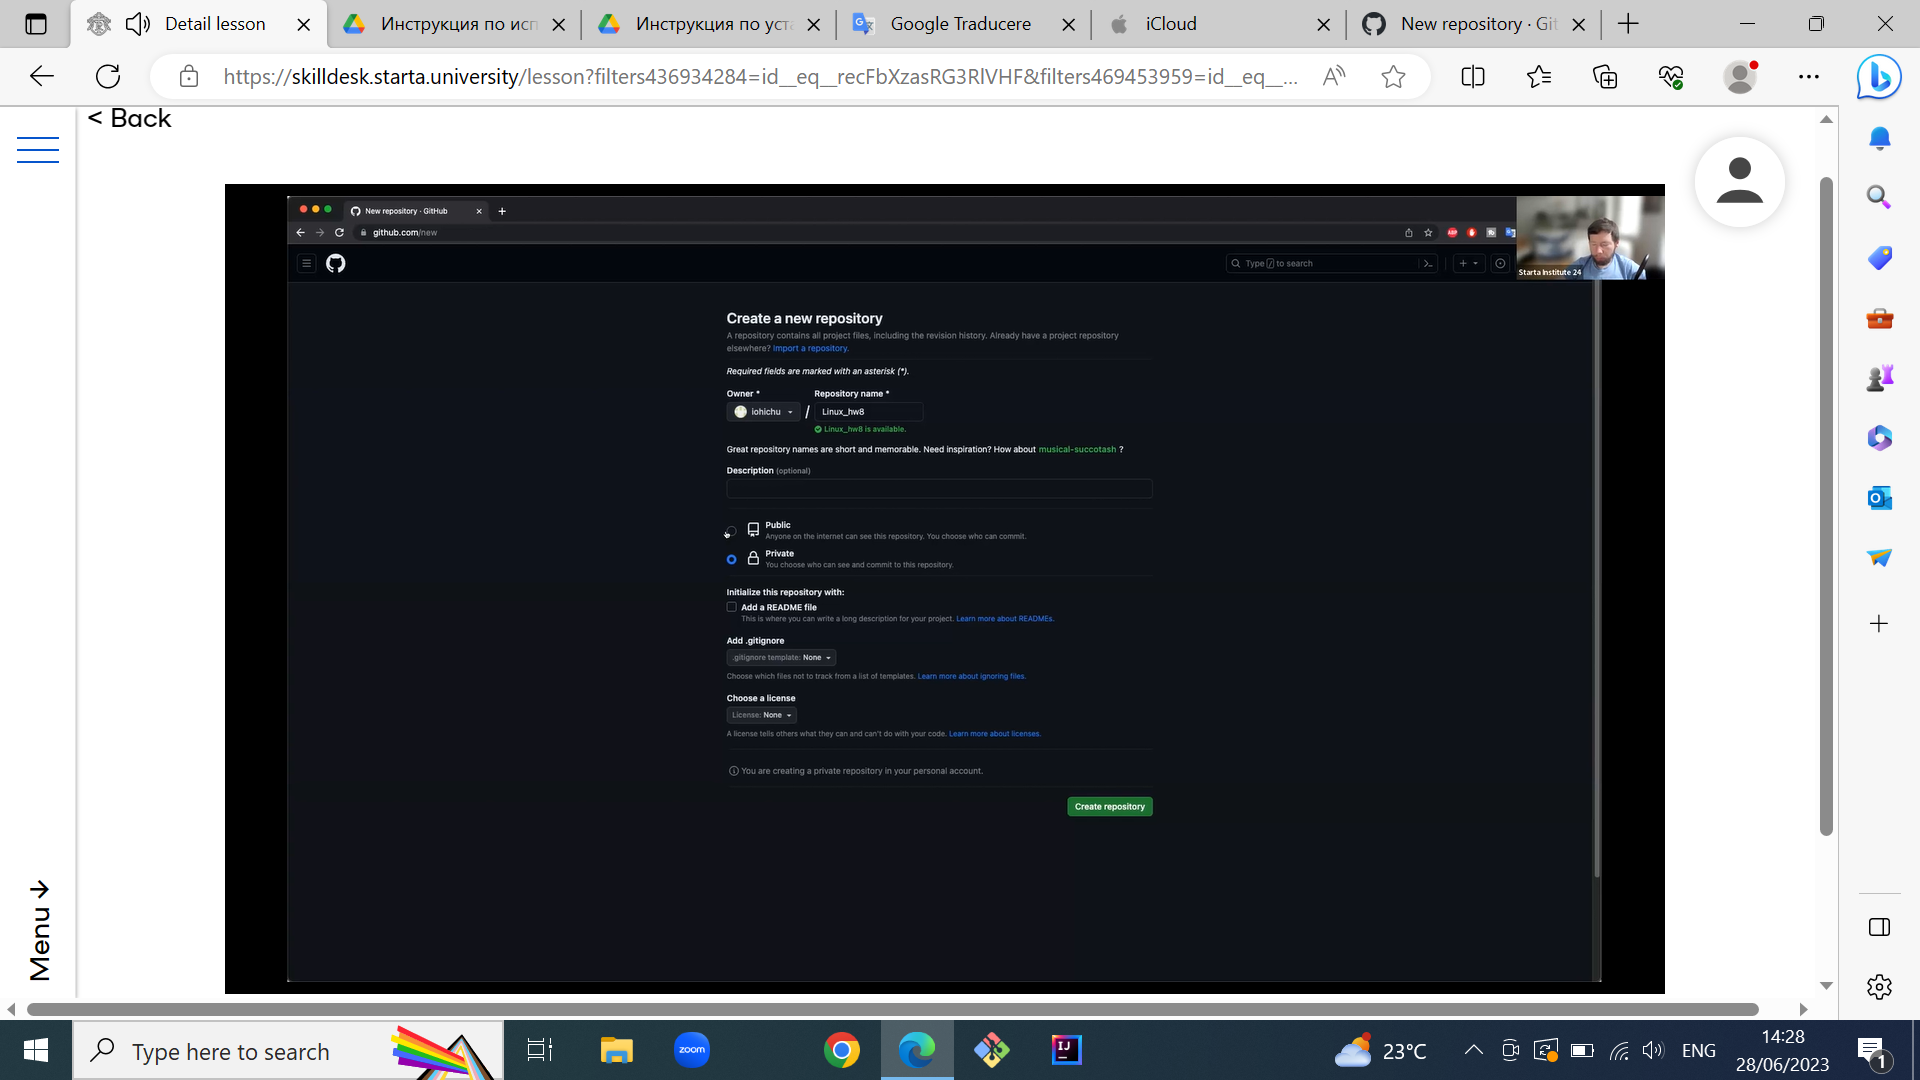 Detail lesson
Инструкция по исп
Инструкция по уста
Google Traducere
iCloud
New repository · Git
https://skilldesk.starta.university/lesson?filters436934284=id__eq__recFbXzasRG3RlVHF&filters469453959=id__eq__...
< Back
Menu →
New repository · GitHub
github.com/new
Type / to search
Starta Institute 24
Create a new repository
A repository contains all project files, including the revision history. Already have a project repository
elsewhere? Import a repository.
Required fields are marked with an asterisk (*).
Owner * Repository name *
iohichu / Linux_hw8
Linux_hw8 is available.
Great repository names are short and memorable. Need inspiration? How about musical-succotash ?
Description (optional)
Public
Anyone on the internet can see this repository. You choose who can commit.
Private
You choose who can see and commit to this repository.
Initialize this repository with:
Add a README file
This is where you can write a long description for your project. Learn more about READMEs.
Add .gitignore
.gitignore template: None
Choose which files not to track from a list of templates. Learn more about ignoring files.
Choose a license
License: None
A license tells others what they can and can't do with your code. Learn more about licenses.
You are creating a private repository in your personal account.
Create repository
Type here to search
zoom
23°C
ENG
14:28
28/06/2023
1